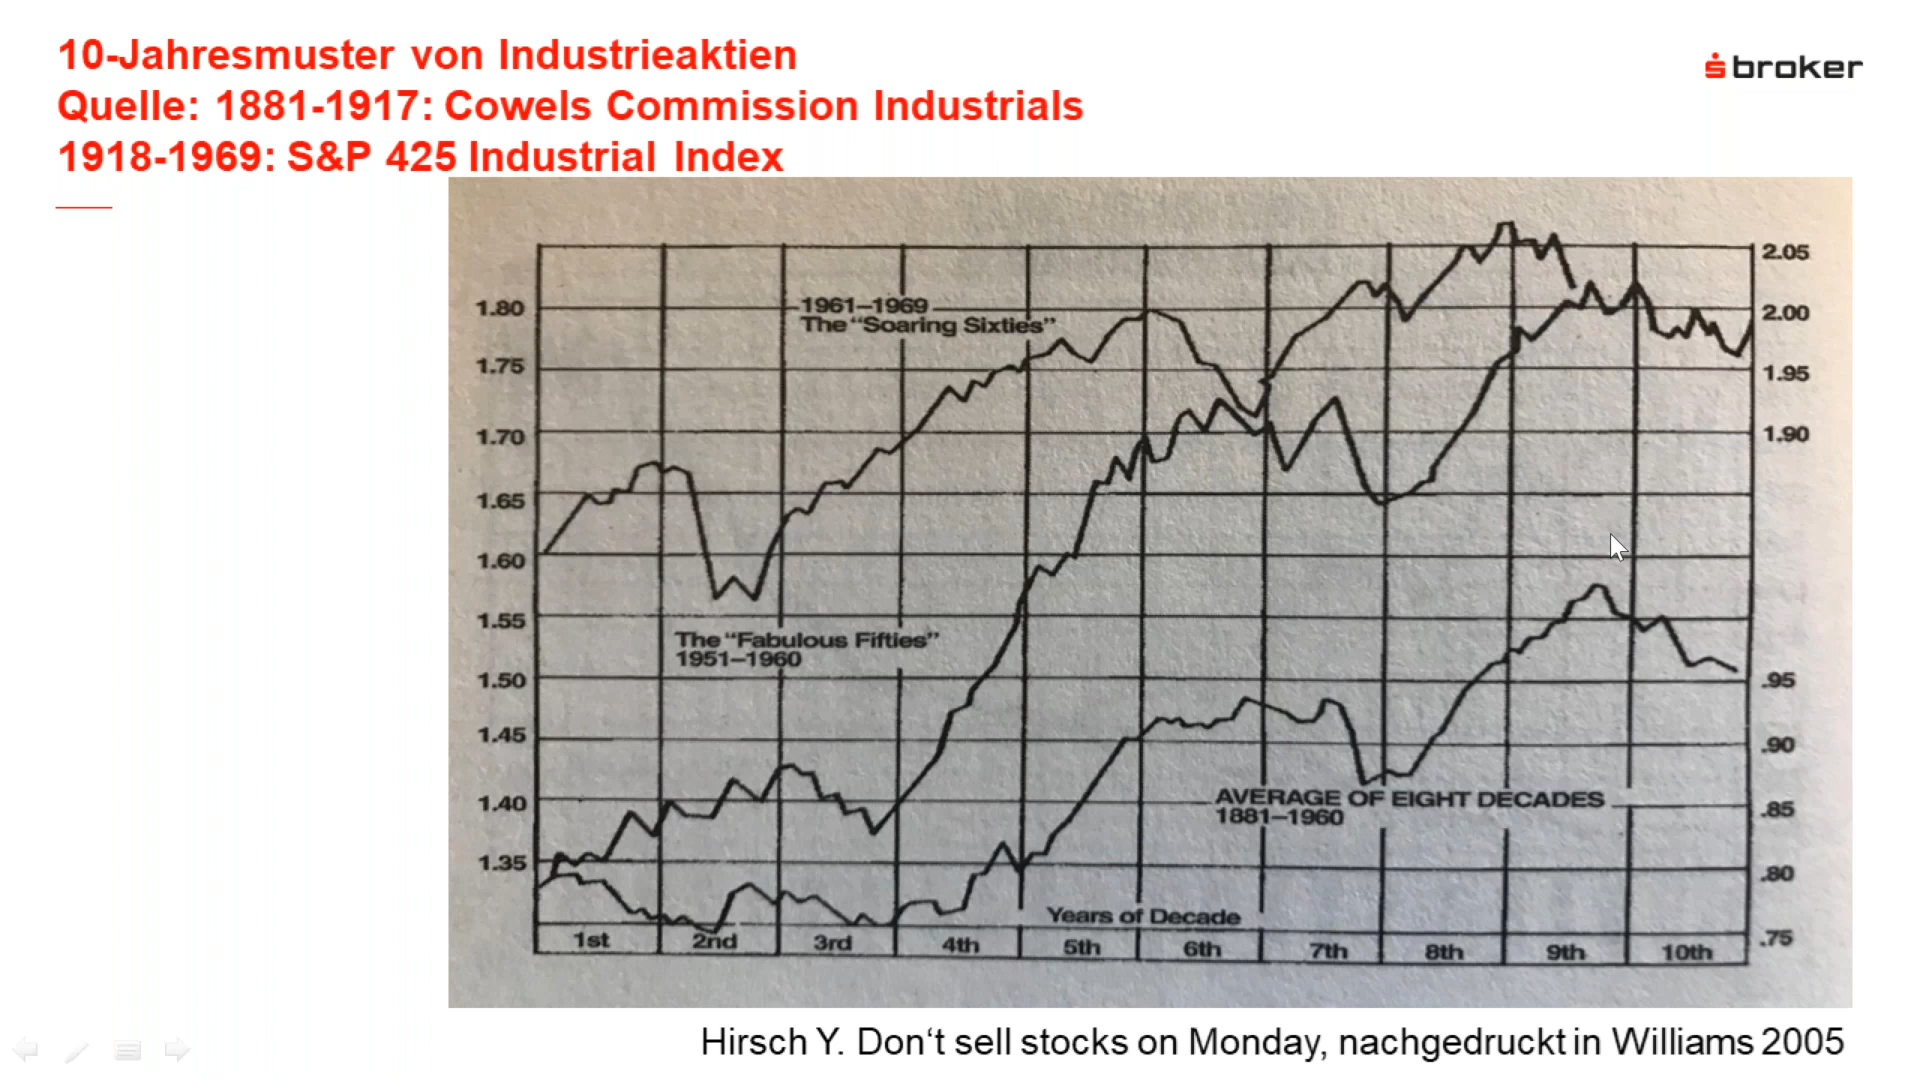 10-Jahresmuster von Industrieaktien
Quelle: 1881-1917: Cowels Commission Industrials
1918-1969: S&P 425 Industrial Index
broker
2.05
1.80
1961–1969
The “Soaring Sixties”
2.00
1.75
1.95
1.70
1.90
1.65
1.60
1.55
The “Fabulous Fifties”
1951–1960
1.50
.95
1.45
.90
1.40
AVERAGE OF EIGHT DECADES
1881–1960
.85
1.35
.80
Years of Decade
.75
1st 2nd 3rd 4th 5th 6th 7th 8th 9th 10th
Hirsch Y. Don‘t sell stocks on Monday, nachgedruckt in Williams 2005